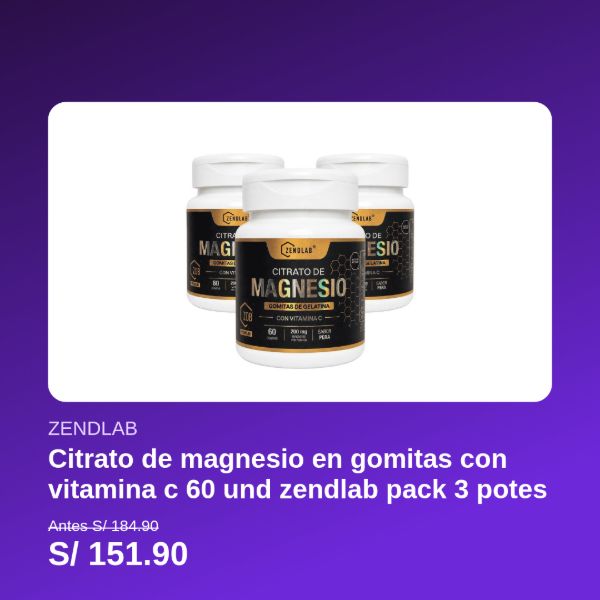 ZENDLAB
CITRATO DE
MAGNESIO
GOMITAS DE GELATINA
CON VITAMINA C
60
200 mg
SABOR
PERA
ZENDLAB
Citrato de magnesio en gomitas con
vitamina c 60 und zendlab pack 3 potes
Antes S/ 184.90
S/ 151.90